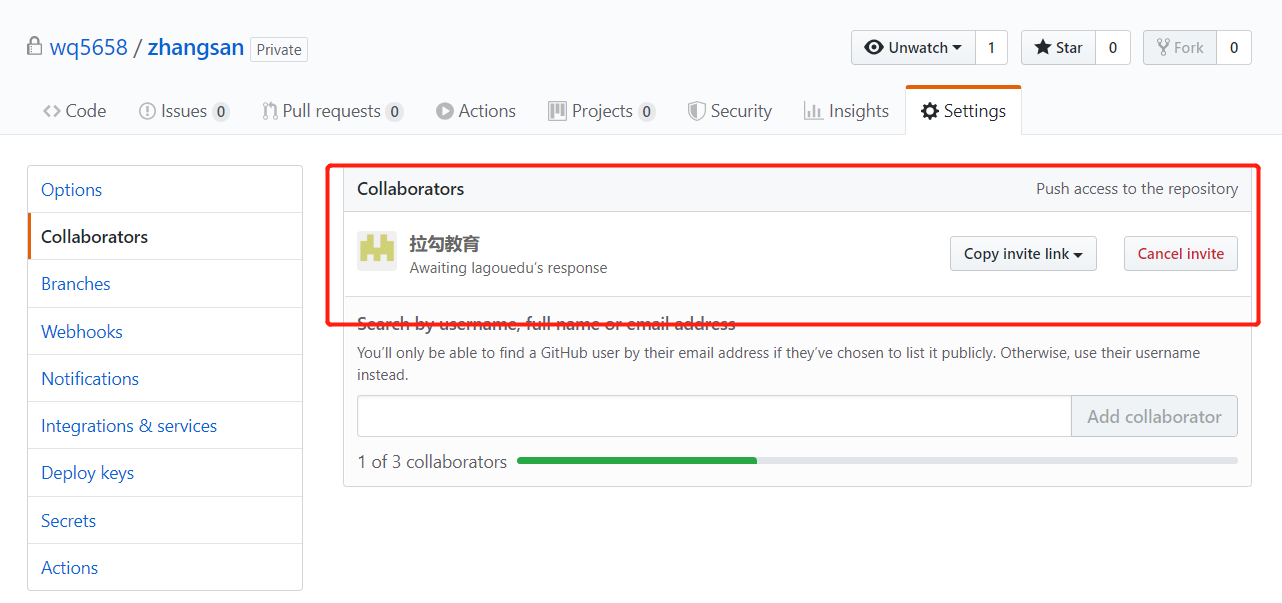 wq5658 / zhangsan Private
Unwatch 1 Star 0 Fork 0
Code Issues 0 Pull requests 0 Actions Projects 0 Security Insights Settings
Options
Collaborators
Branches
Webhooks
Notifications
Integrations & services
Deploy keys
Secrets
Actions
Collaborators Push access to the repository
拉勾教育
Awaiting lagouedu’s response
Copy invite link Cancel invite
Search by username, full name or email address
You’ll only be able to find a GitHub user by their email address if they’ve chosen to list it publicly. Otherwise, use their username
instead.
Add collaborator
1 of 3 collaborators